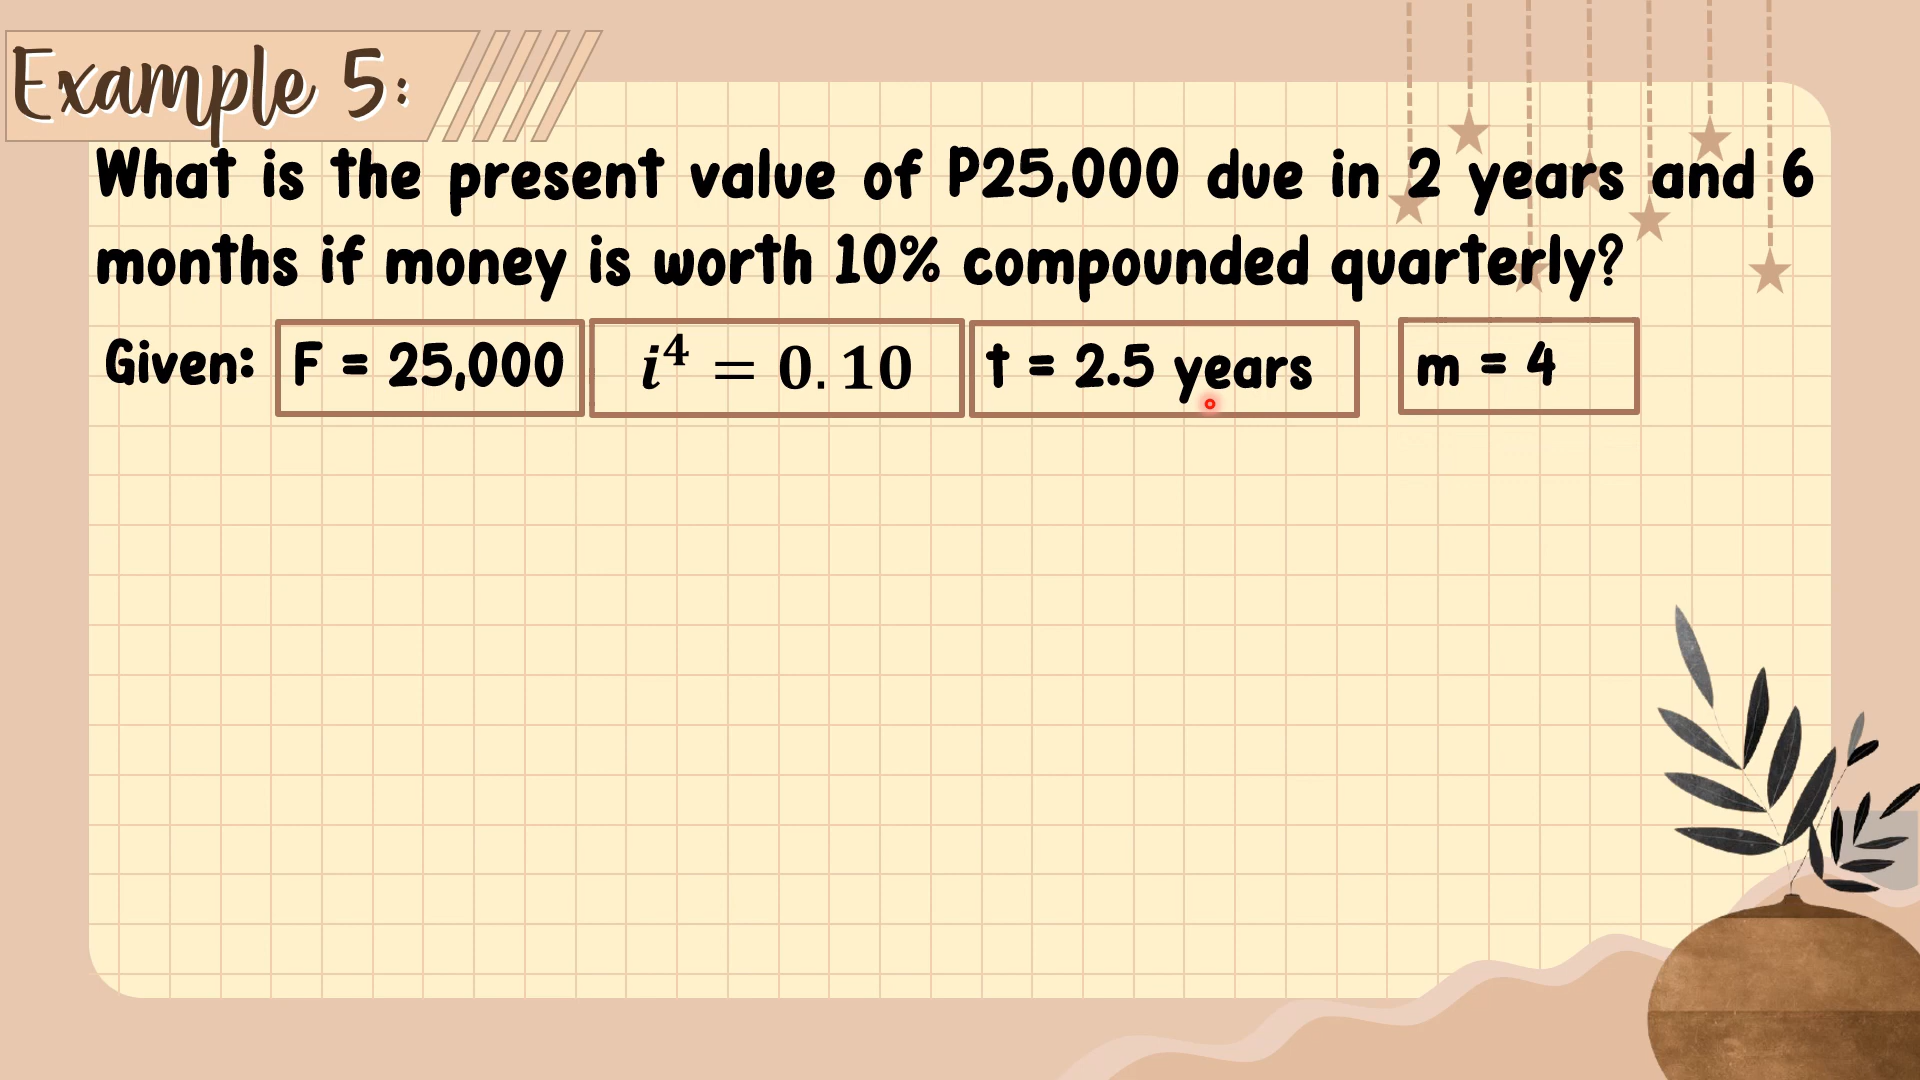 Example 5:
What is the present value of P25,000 due in 2 years and 6
months if money is worth 10% compounded quarterly?
Given: F = 25,000 i⁴ = 0.10 t = 2.5 years m = 4